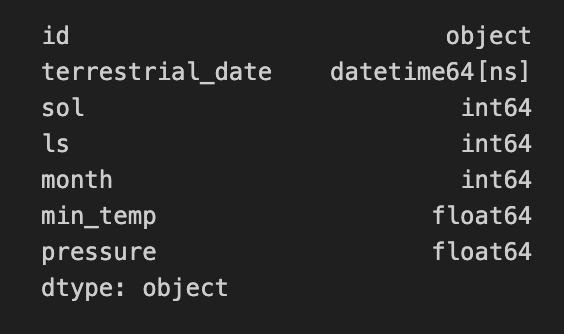 id object
terrestrial_date datetime64[ns]
sol int64
ls int64
month int64
min_temp float64
pressure float64
dtype: object